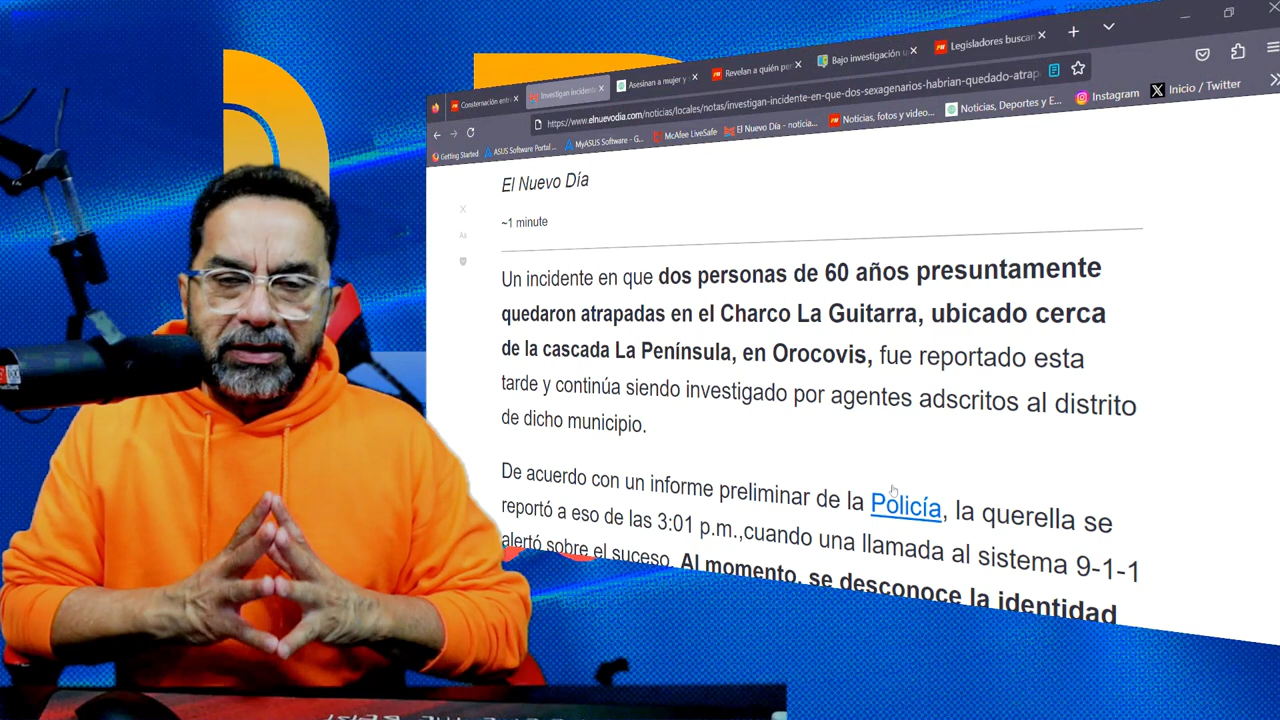 Consternación ent
Investigan incident
Asesinan a mujer y
Revelan a quién per
Bajo investigación u
Legisladores buscan
https://www.elnuevodia.com/noticias/locales/notas/investigan-incidente-en-que-dos-sexagenarios-habrian-quedado-atrap
Getting Started
ASUS Software Portal ...
MyASUS Software - G...
McAfee LiveSafe
El Nuevo Día - noticia...
Noticias, fotos y video...
Noticias, Deportes y E...
Instagram
Inicio / Twitter
El Nuevo Día
~1 minute
Aa
Un incidente en que dos personas de 60 años presuntamente
quedaron atrapadas en el Charco La Guitarra, ubicado cerca
de la cascada La Península, en Orocovis, fue reportado esta
tarde y continúa siendo investigado por agentes adscritos al distrito
de dicho municipio.
De acuerdo con un informe preliminar de la Policía, la querella se
reportó a eso de las 3:01 p.m.,cuando una llamada al sistema 9-1-1
alertó sobre el suceso. Al momento, se desconoce la identidad